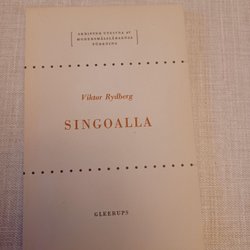 SKRIFTER UTGIVNA AV
MODERSMÅLSLÄRARNAS
FÖRENING
Viktor Rydberg
SINGOALLA
GLEERUPS